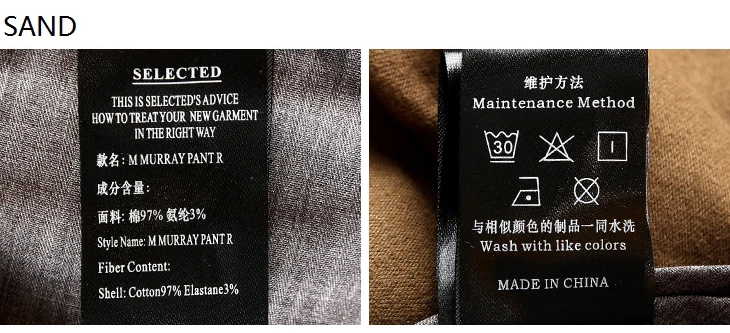 SAND
SELECTED
THIS IS SELECTED'S ADVICE
HOW TO TREAT YOUR NEW GARMENT
IN THE RIGHT WAY
款名: M MURRAY PANT R
成分含量:
面料: 棉97% 氨纶3%
Style Name: M MURRAY PANT R
Fiber Content:
Shell: Cotton97% Elastane3%
维护方法
Maintenance Method
30
与相似颜色的制品一同水洗
Wash with like colors
MADE IN CHINA